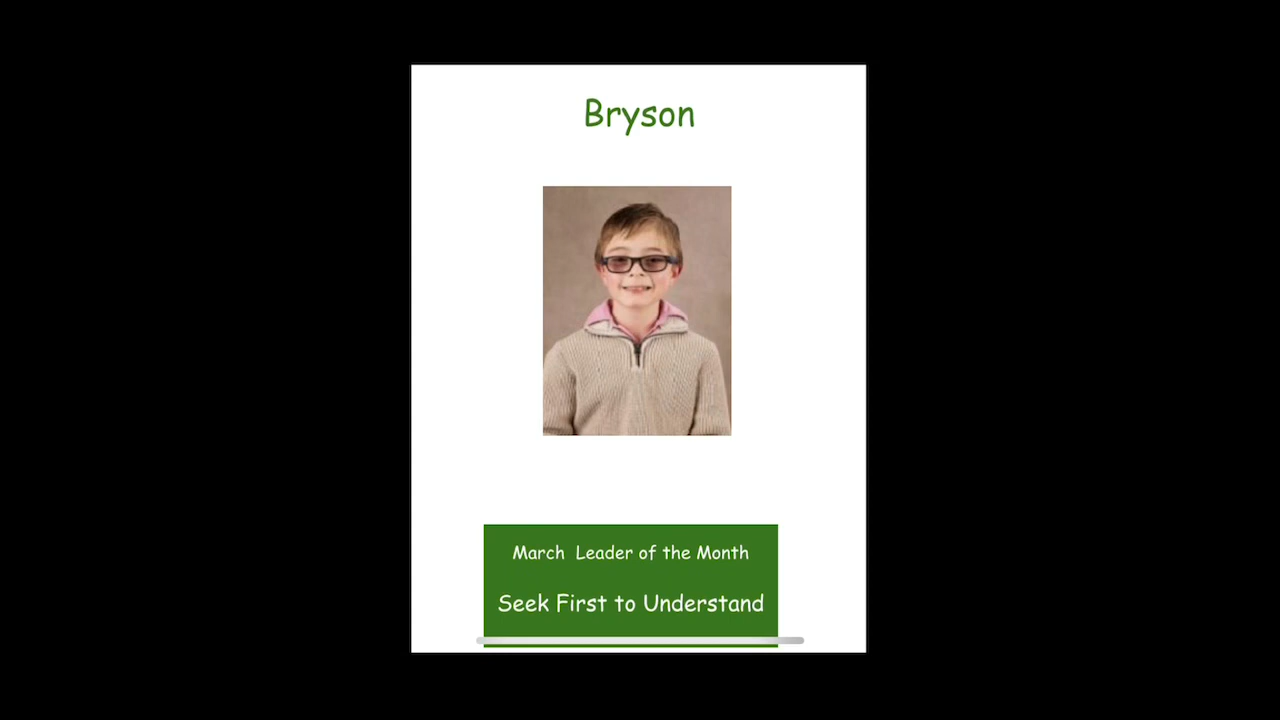 Bryson
March Leader of the Month
Seek First to Understand